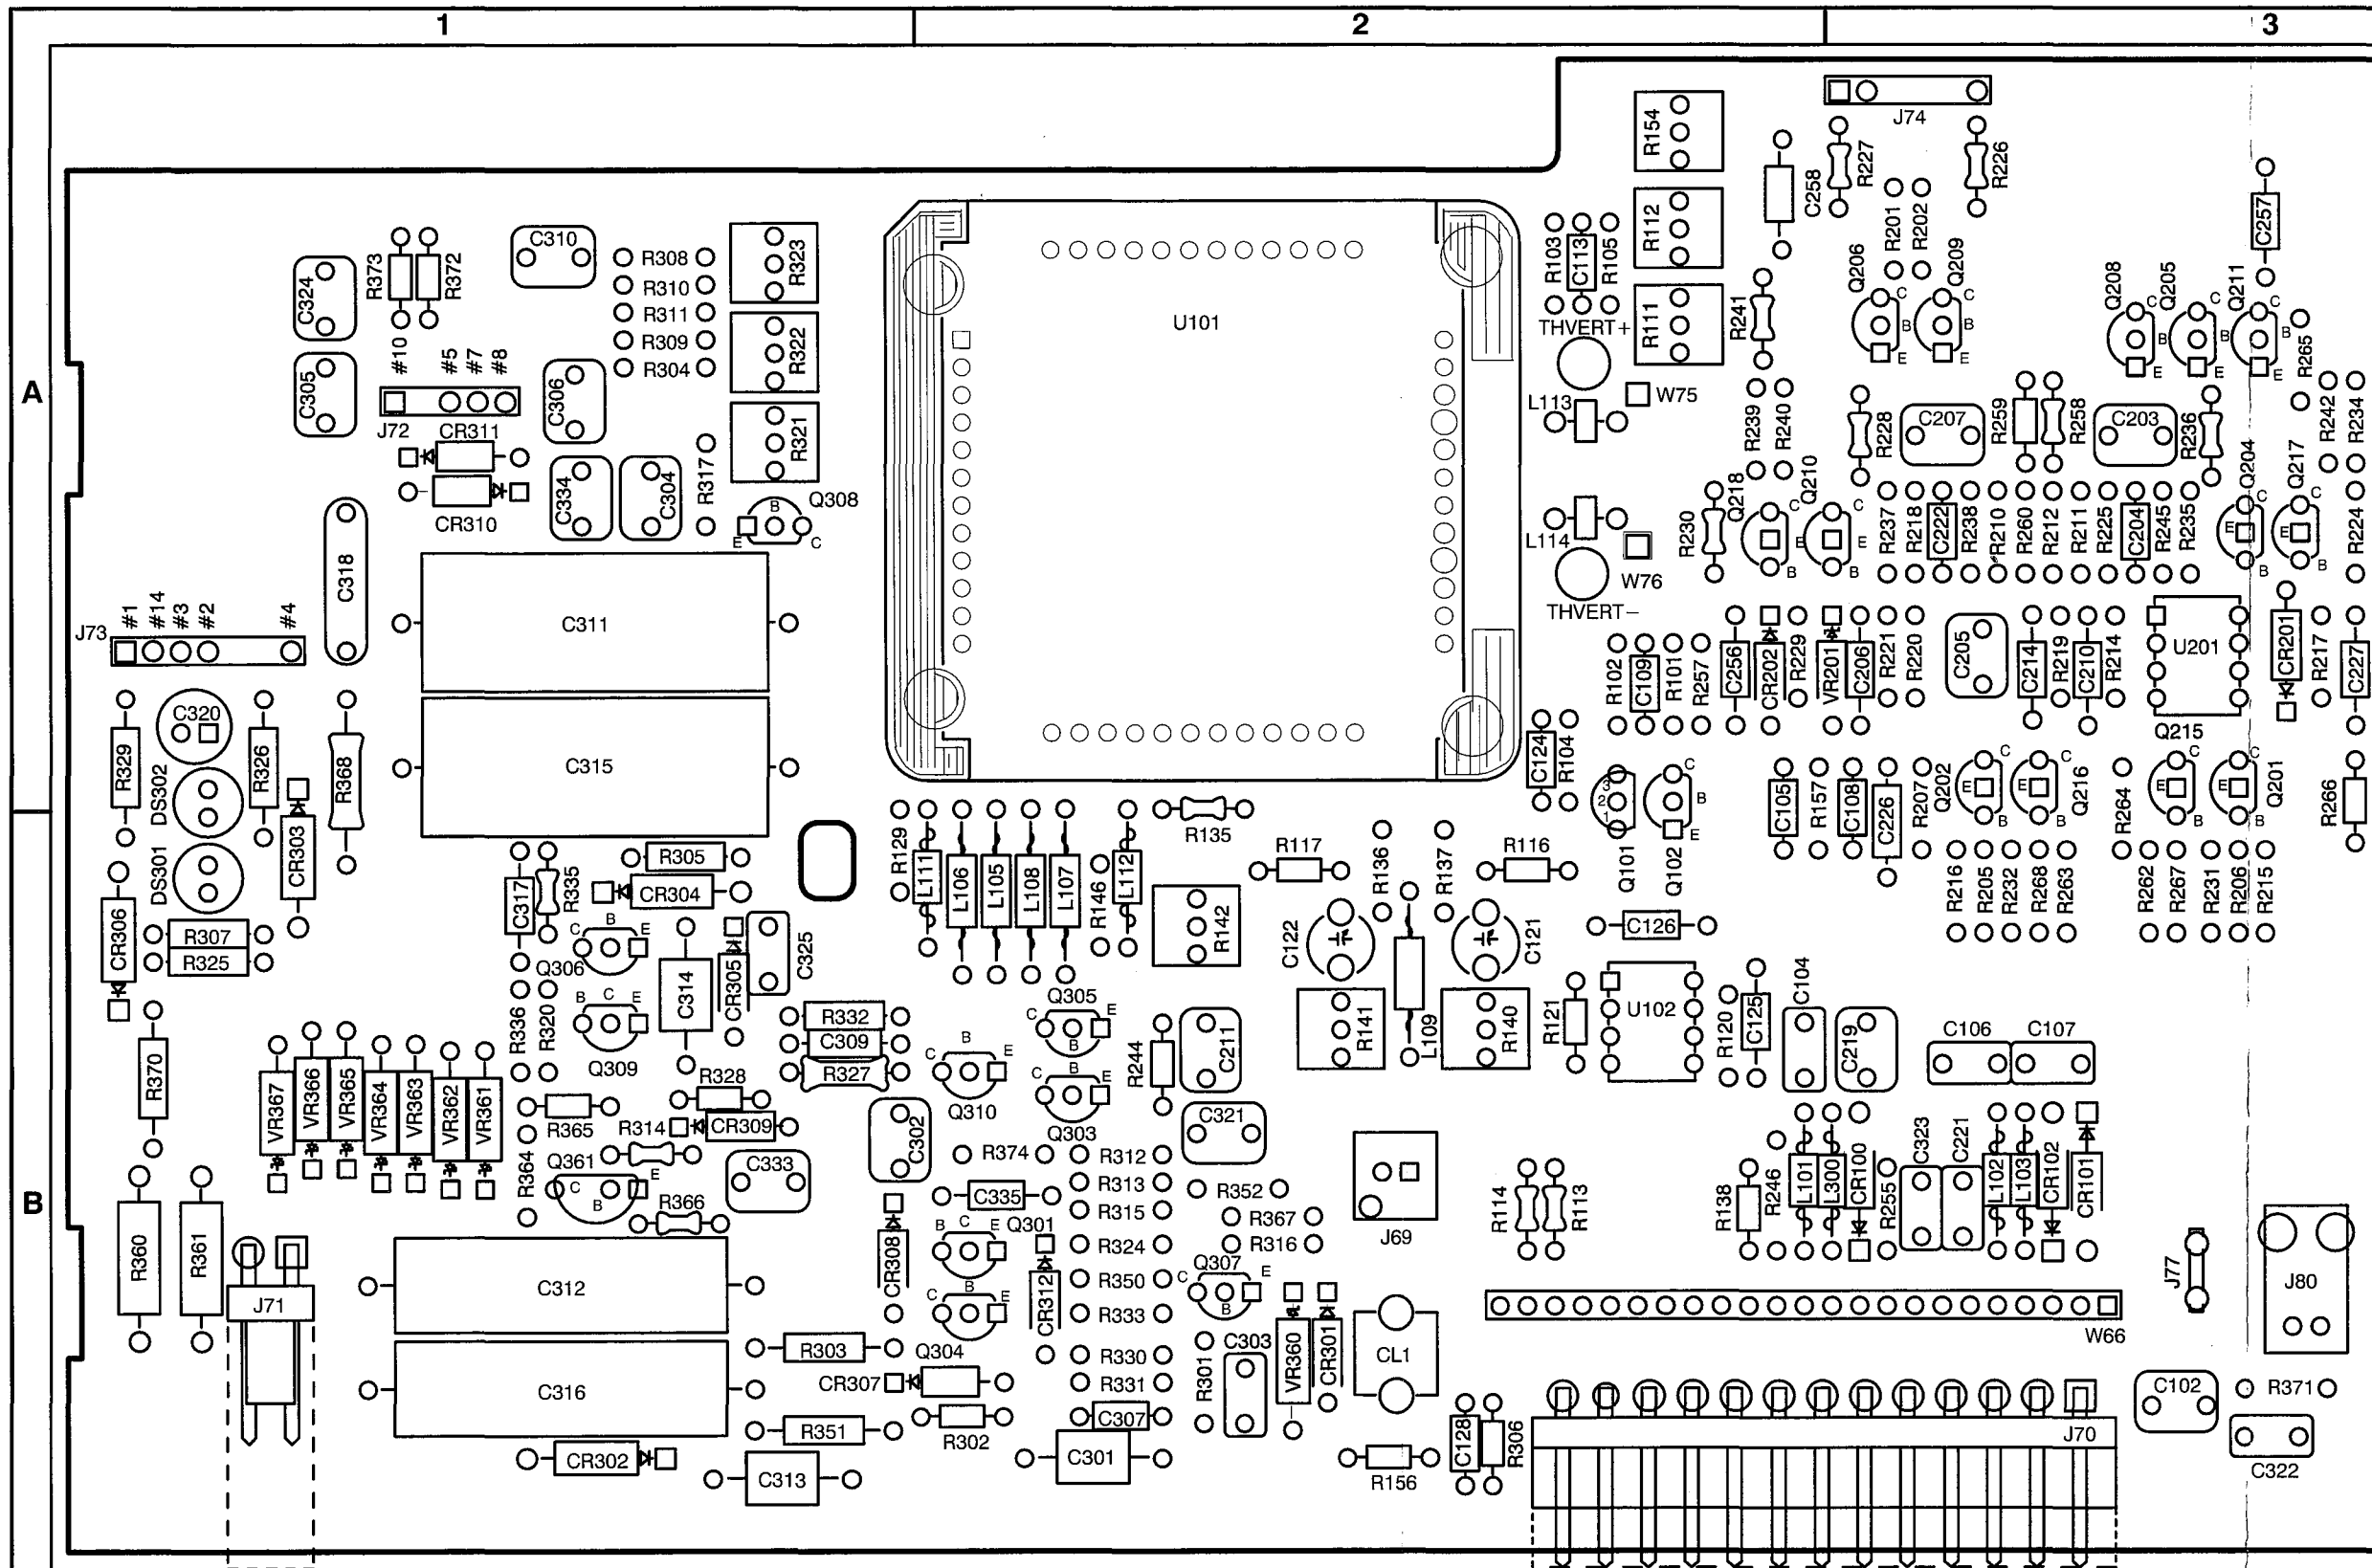 1
2
3
A
B
J74
R154
R227
R226
C258
R112
R201
R202
C257
R103
C113
R105
Q206
Q209
C B E
C B E
R111
R241
THVERT+
Q208
Q205
Q211
C B E
C B E
C B E
R265
C310
R373
R372
C324
R308
R310
R311
R309
R304
R323
R322
R321
U101
#10
#5
#7
#8
C305
J72
C306
CR311
CR310
C334
C304
R317
Q308
E B C
L113
W75
R239
R240
R228
C207
R259
R258
C203
R236
R242
R234
Q204
Q217
C E B
C E B
L114
W76
THVERT−
R230
Q218
Q210
C E B
C E B
R237
R218
C222
R238
R210
R260
R212
R211
R225
C204
R245
R235
R224
C318
C311
J73
#1
#14
#3
#2
#4
R102
C109
R101
R257
C256
CR202
R229
VR201
C206
R221
R220
C205
C214
R219
C210
R214
U201
CR201
R217
C227
R329
C320
R326
R368
C315
DS302
DS301
CR303
C124
R104
Q215
3 2 1
Q101
C B E
Q102
C105
R157
C108
C226
R207
Q202
Q216
C E B
C E B
R264
C E B
C E B
Q201
R266
R129
L111
L106
L105
L108
L107
R146
L112
R135
R117
R136
R137
R116
R305
CR304
C317
R335
CR306
R307
R325
R142
C122
C121
C126
R216
R205
R232
R268
R263
R262
R267
R231
R206
R215
Q306
C B E
C314
CR305
C325
R336
R320
B C E
Q309
R332
C309
R327
Q305
C B E
R244
C211
R141
L109
R140
R121
U102
R120
C125
C104
C219
C106
C107
R370
VR367
VR366
VR365
VR364
VR363
VR362
VR361
R328
CR309
R365
R314
C B E
Q310
C B E
Q303
C302
C321
R364
Q361
C B E
C333
R366
R374
R312
R313
R315
R324
R350
R333
R330
R331
C335
R352
R367
R316
J69
R114
R113
R138
R246
L101
L300
CR100
R255
C323
C221
L102
L103
CR102
CR101
R360
R361
J71
C312
C316
CR308
Q301
B C E
C B E
Q304
CR312
Q307
C B E
J77
J80
W66
R303
CR307
R302
R351
CR302
C313
C307
C301
R301
C303
VR360
CR301
CL1
R156
C128
R306
J70
C102
R371
C322